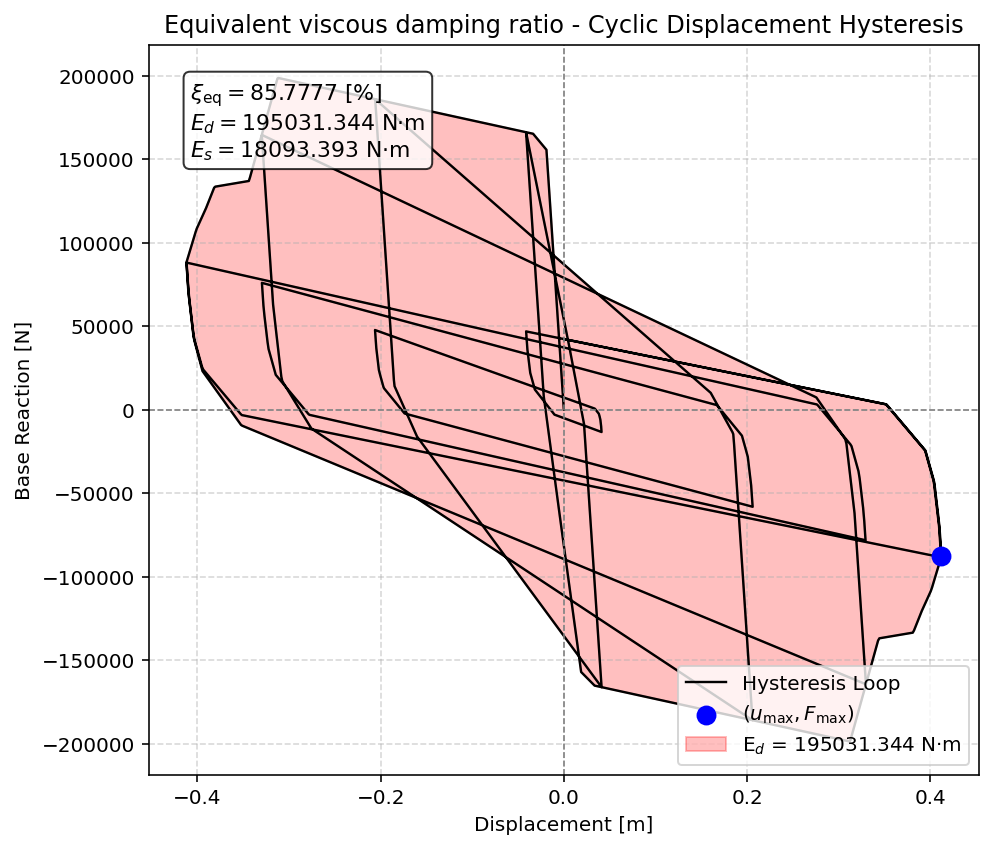 Equivalent viscous damping ratio - Cyclic Displacement Hysteresis
200000
150000
100000
50000
0
−50000
−100000
−150000
−200000
Base Reaction [N]
ξeq = 85.7777 [%]
Ed = 195031.344 N·m
Es = 18093.393 N·m
Hysteresis Loop
(umax, Fmax)
Ed = 195031.344 N·m
−0.4
−0.2
0.0
0.2
0.4
Displacement [m]